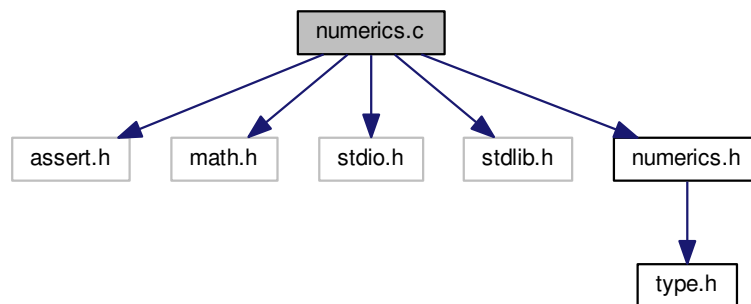 numerics.c
assert.h
math.h
stdio.h
stdlib.h
numerics.h
type.h